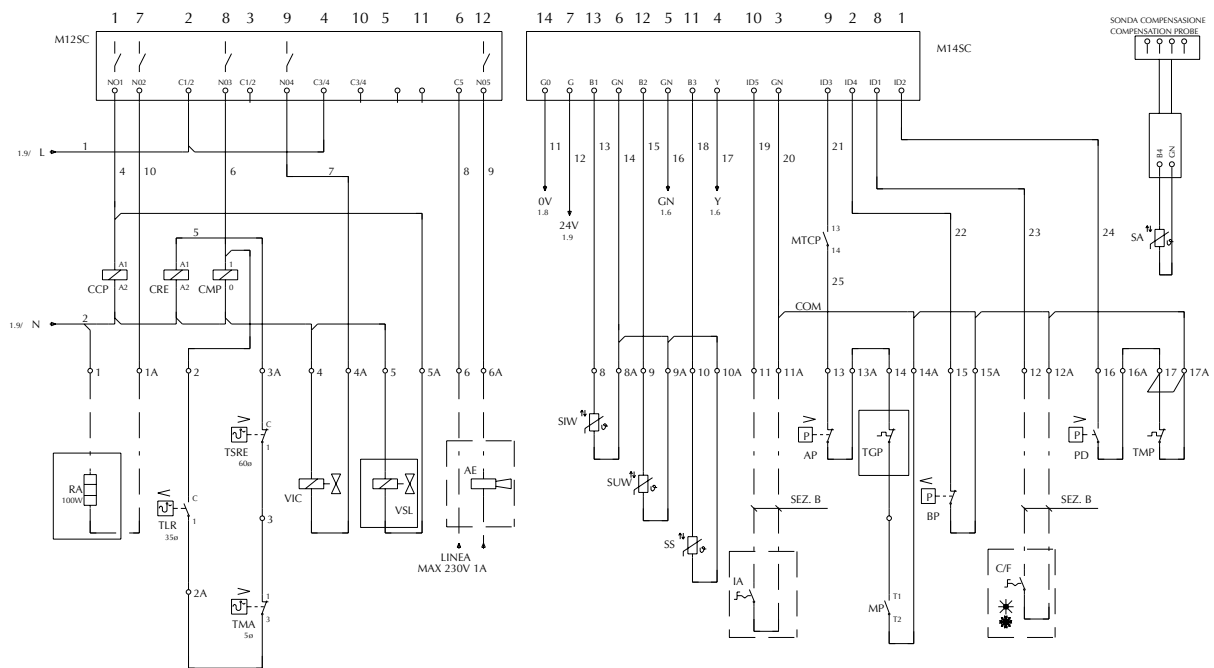 1 7 2 8 3 9 4 10 5 11 6 12
14 7 13 6 12 5 11 4 10 3 9 2 8 1
SONDA COMPENSASIONE
COMPENSATION PROBE
M12SC
M14SC
NO1 N02 C1/2 N03 C1/2 N04 C3/4 C3/4 C5 N05
G0 G B1 GN B2 GN B3 Y ID5 GN ID3 ID4 ID1 ID2
1.9/ L 1
4 10 6 7 8 9
11 12 13 14 15 16 18 17 19 20 21
B4 GN
0V
1.8
24V
1.9
GN
1.6
Y
1.6
5
MTCP 13
14
22 23 24
SA
25
CCP A1
A2
CRE A1
A2
CMP 1
0
COM
1.9/ N 2
1 1A 2 3A 4 4A 5 5A 6 6A
8 8A 9 9A 10 10A 11 11A 13 13A 14 14A 15 15A 12 12A 16 16A 17 17A
TSRE
60ø
C
1
SIW
AP
P
TGP
PD
P
TMP
RA
100W
TLR
35ø
C
1
3
VIC
VSL
AE
SUW
BP
P
SEZ. B
SEZ. B
LINEA
MAX 230V 1A
SS
IA
C/F
2A
TMA
5ø
1
3
MP
T1
T2